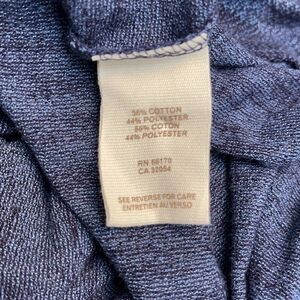 56% COTTON
44% POLYESTER
56% COTON
44% POLYESTER
RN 66170
CA 32054
SEE REVERSE FOR CARE
ENTRETIEN AU VERSO